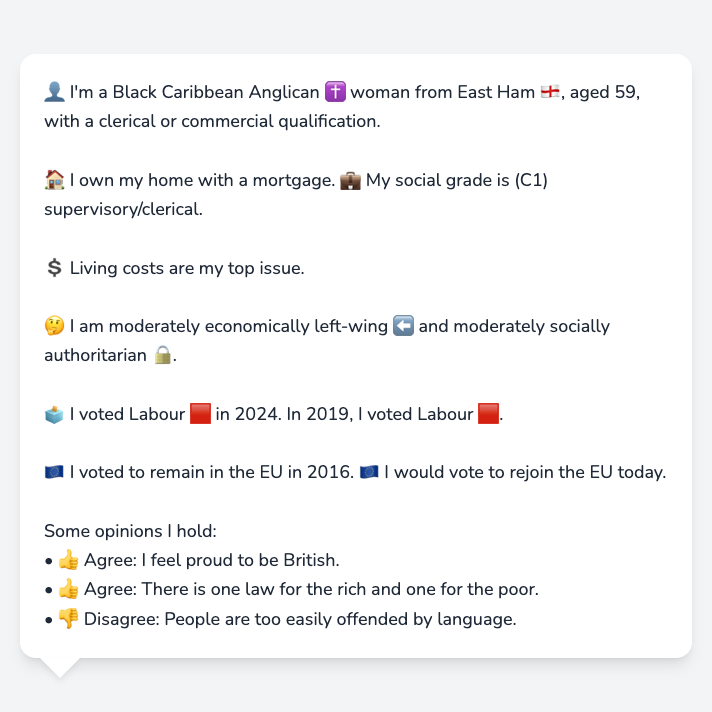 👤 I'm a Black Caribbean Anglican ✝️ woman from East Ham 🏴󠁧󠁢󠁥󠁮󠁧󠁿, aged 59,
with a clerical or commercial qualification.
🏠 I own my home with a mortgage. 💼 My social grade is (C1)
supervisory/clerical.
💲 Living costs are my top issue.
🤔 I am moderately economically left-wing ⬅️ and moderately socially
authoritarian 🔒.
🗳️ I voted Labour 🟥 in 2024. In 2019, I voted Labour 🟥.
🇪🇺 I voted to remain in the EU in 2016. 🇪🇺 I would vote to rejoin the EU today.
Some opinions I hold:
• 👍 Agree: I feel proud to be British.
• 👍 Agree: There is one law for the rich and one for the poor.
• 👎 Disagree: People are too easily offended by language.